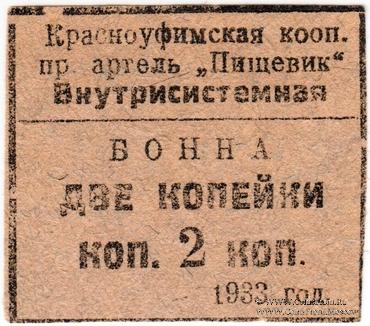 Красноуфимская кооп.
пр. артель „Пищевик“
Внутрисистемная
БОННА
ДВЕ КОПЕЙКИ
КОП. 2 КОП.
1933 год.